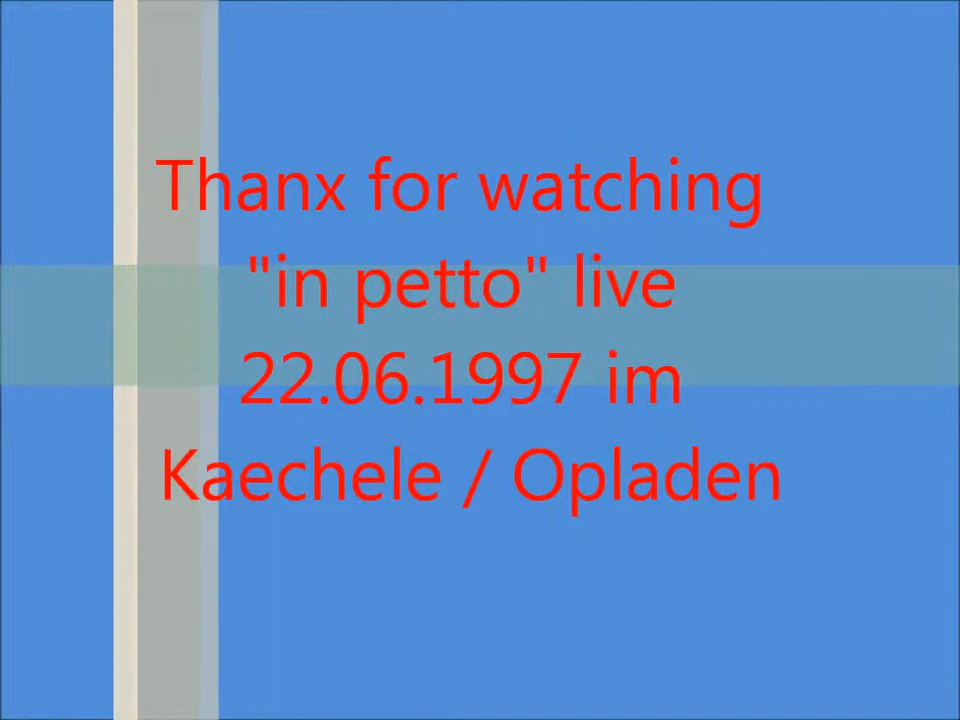 Thanx for watching
"in petto" live
22.06.1997 im
Kaechele / Opladen